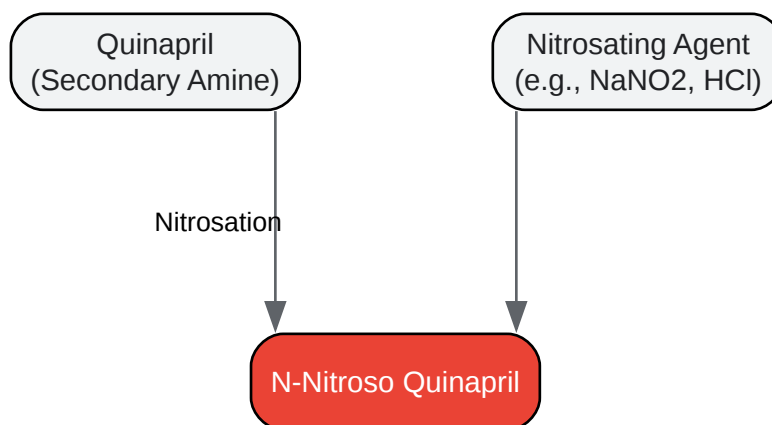 Quinapril
(Secondary Amine)
Nitrosating Agent
(e.g., NaNO2, HCl)
Nitrosation
N-Nitroso Quinapril